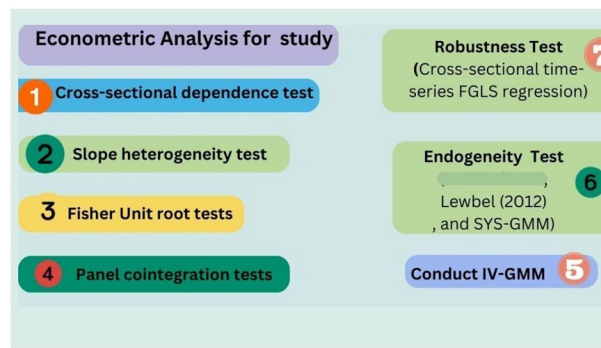 Econometric Analysis for study
1 Cross-sectional dependence test
2 Slope heterogeneity test
3 Fisher Unit root tests
4 Panel cointegration tests
Robustness Test
(Cross-sectional time-
series FGLS regression)
7
Endogeneity Test
,
Lewbel (2012)
, and SYS-GMM)
6
Conduct IV-GMM 5